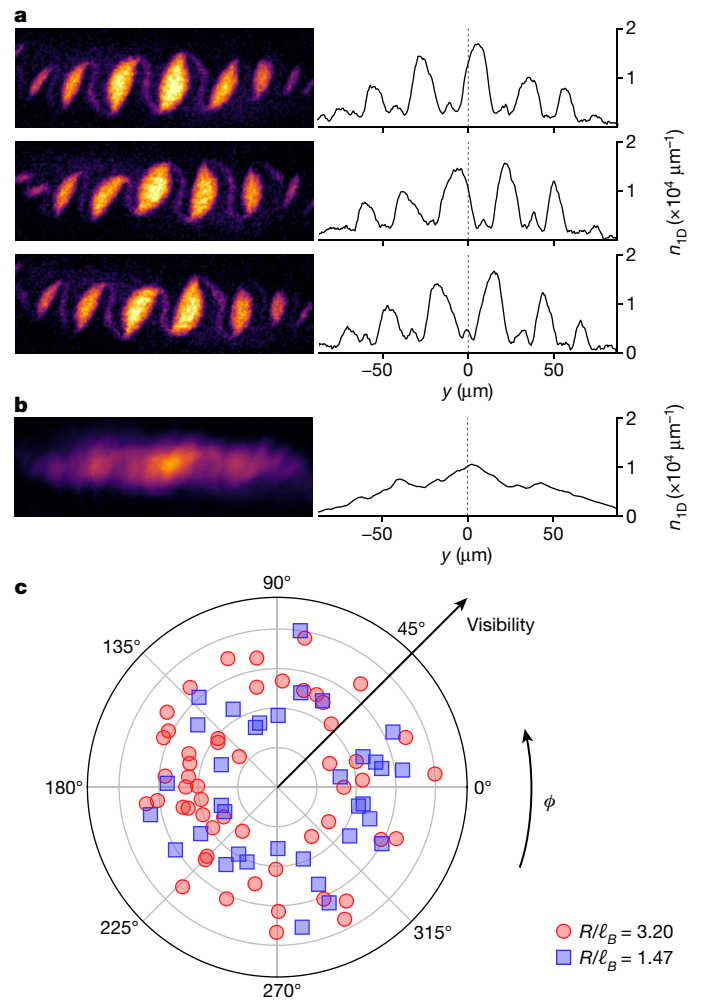 a
2
1
2
1
2
1
0
−50 0 50
y (μm)
n1D (×10⁴ μm⁻¹)
b
2
1
0
−50 0 50
y (μm)
n1D (×10⁴ μm⁻¹)
c
90°
135° 45° Visibility
180° 0° ϕ
225° 315°
270°
R/ℓB = 3.20
R/ℓB = 1.47